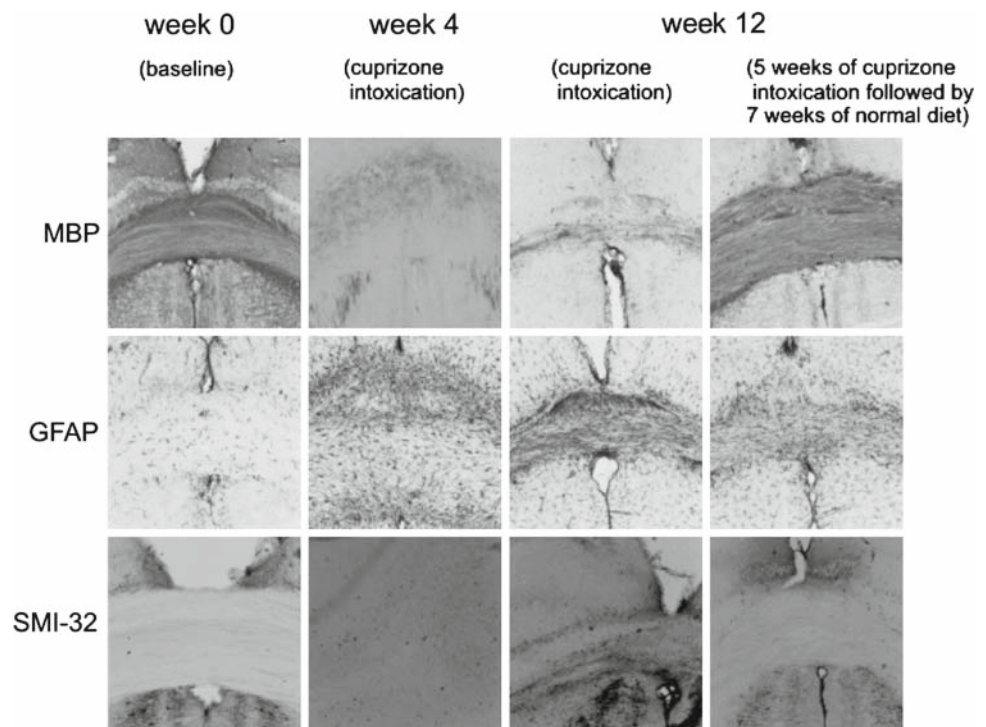 week 0
week 4
week 12
(baseline)
(cuprizone
intoxication)
(cuprizone
intoxication)
(5 weeks of cuprizone
intoxication followed by
7 weeks of normal diet)
MBP
GFAP
SMI-32